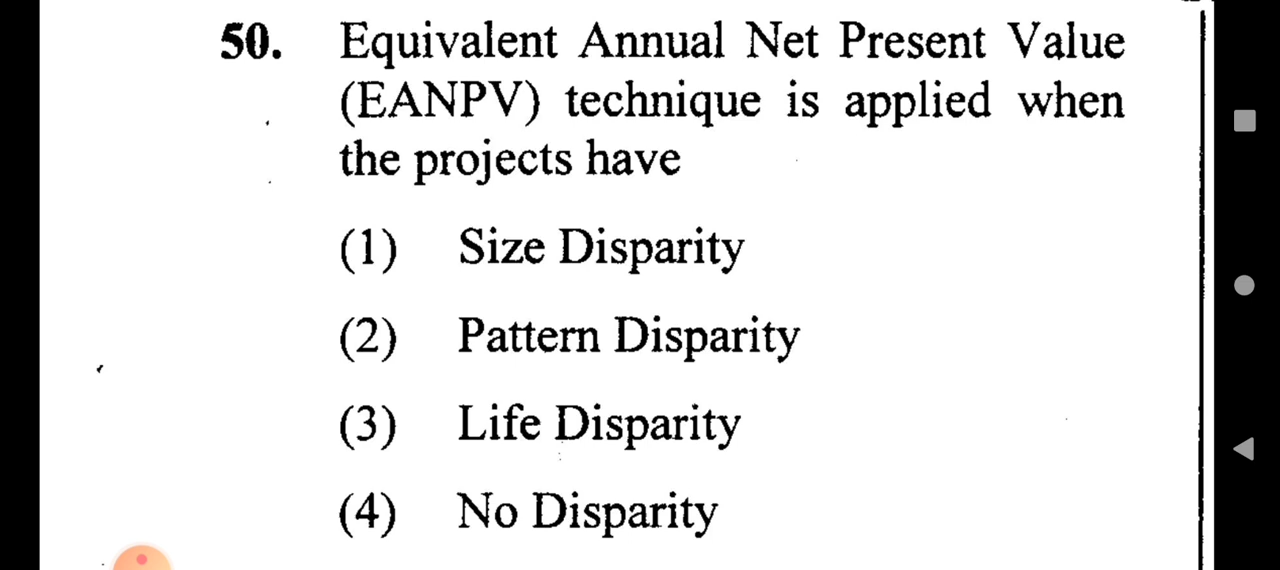 50. Equivalent Annual Net Present Value
(EANPV) technique is applied when
the projects have
(1) Size Disparity
(2) Pattern Disparity
(3) Life Disparity
(4) No Disparity